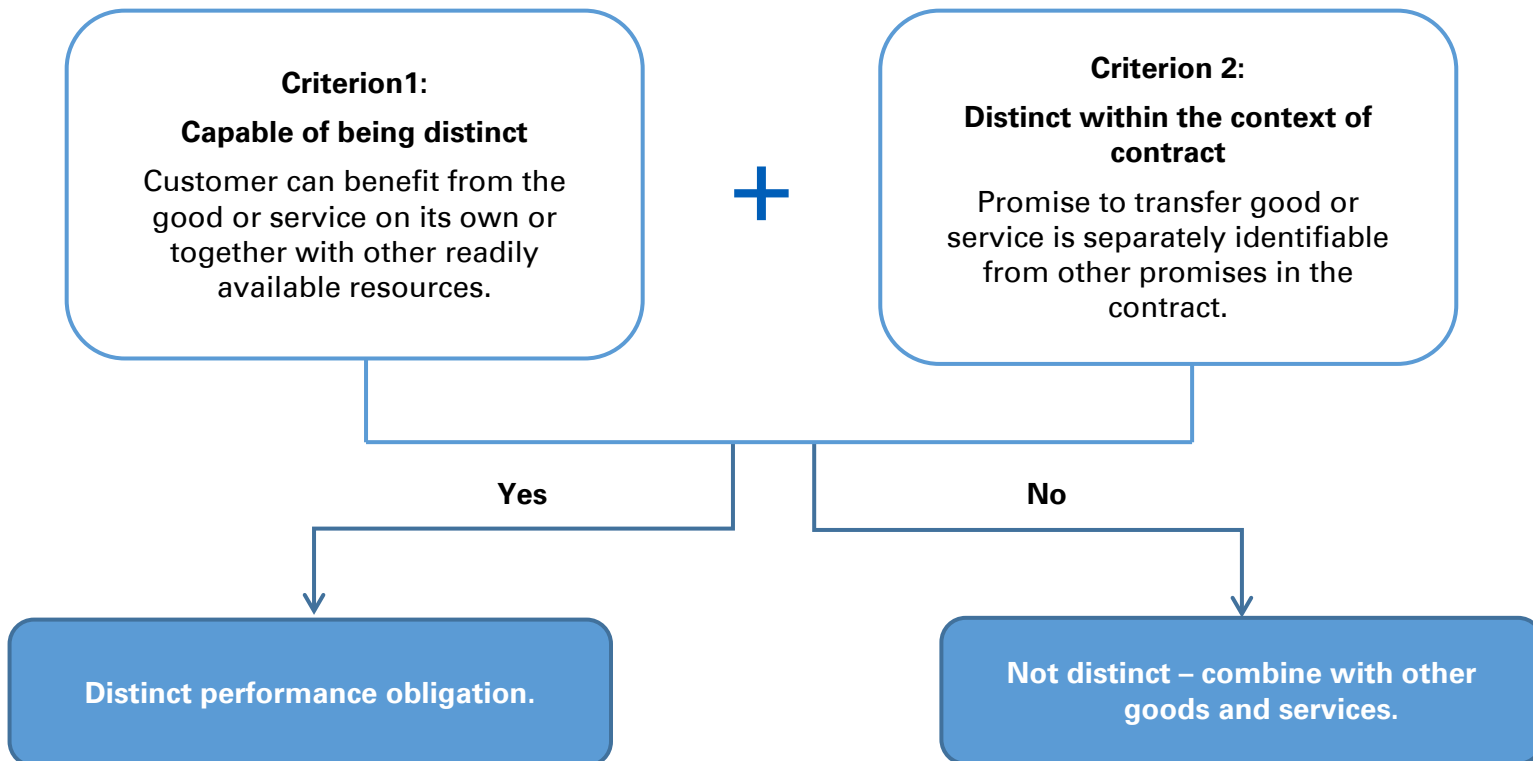 Criterion1:
Capable of being distinct
Customer can benefit from the
good or service on its own or
together with other readily
available resources.
+
Criterion 2:
Distinct within the context of
contract
Promise to transfer good or
service is separately identifiable
from other promises in the
contract.
Yes
No
Distinct performance obligation.
Not distinct – combine with other
goods and services.